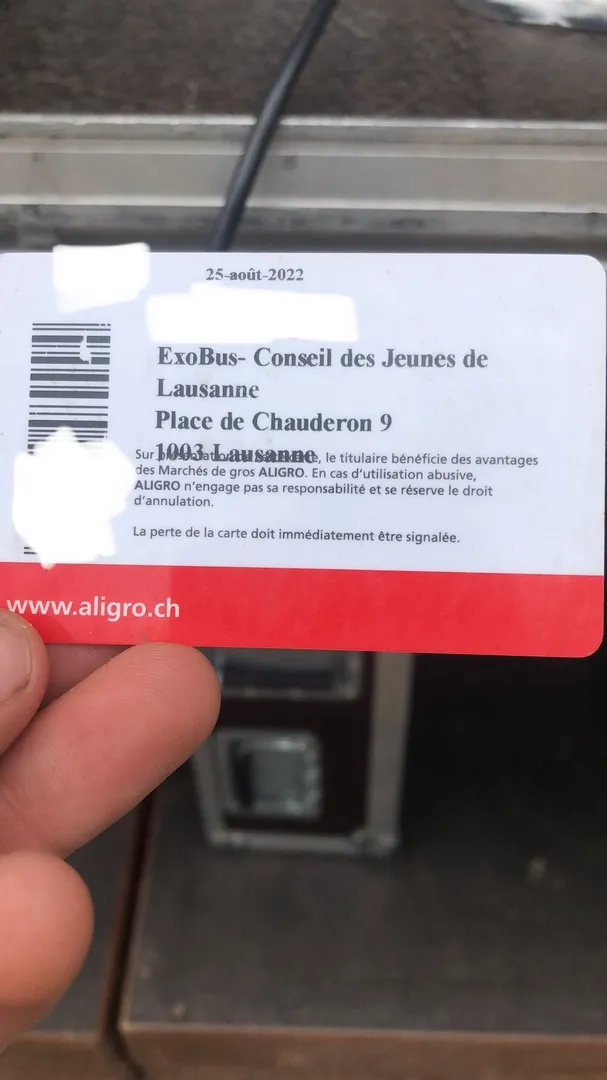 25-août-2022
ExoBus- Conseil des Jeunes de
Lausanne
Place de Chauderon 9
1003 Lausanne
Sur présentation de, le titulaire bénéficie des avantages
des Marchés de gros ALIGRO. En cas d'utilisation abusive,
ALIGRO n'engage pas sa responsabilité et se réserve le droit
d'annulation.
La perte de la carte doit immédiatement être signalée.
www.aligro.ch